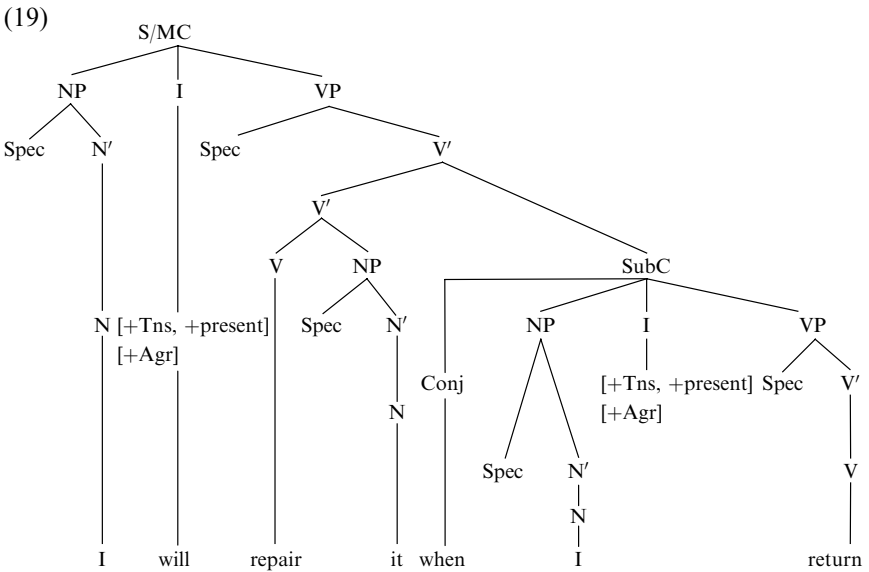 (19)
S/MC
NP I VP
Spec N′ Spec V′
V′
V NP SubC
N [+Tns, +present] Spec N′ NP I VP
[+Agr] Conj [+Tns, +present] Spec V′
N [+Agr]
Spec N′ V
N
I will repair it when I return